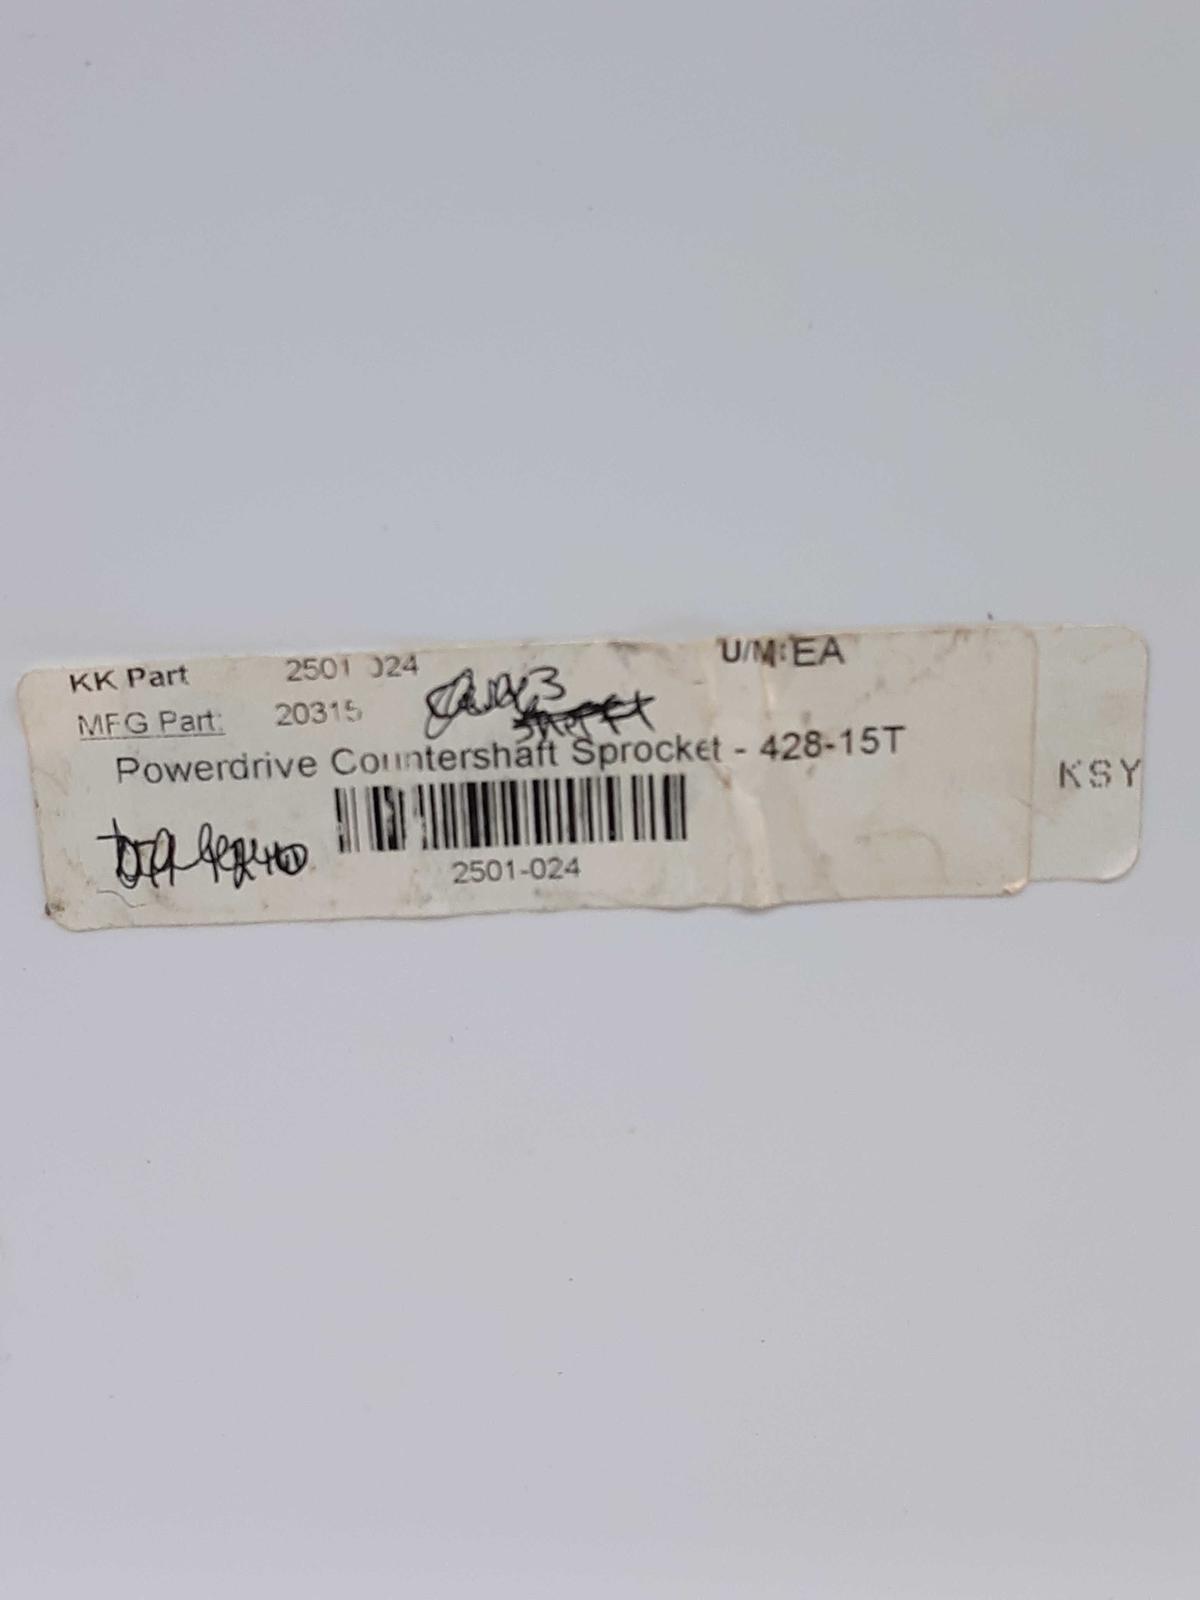 KK Part 2501 024 U/M:EA
MFG Part: 20315
Powerdrive Countershaft Sprocket - 428-15T
KSY
2501-024